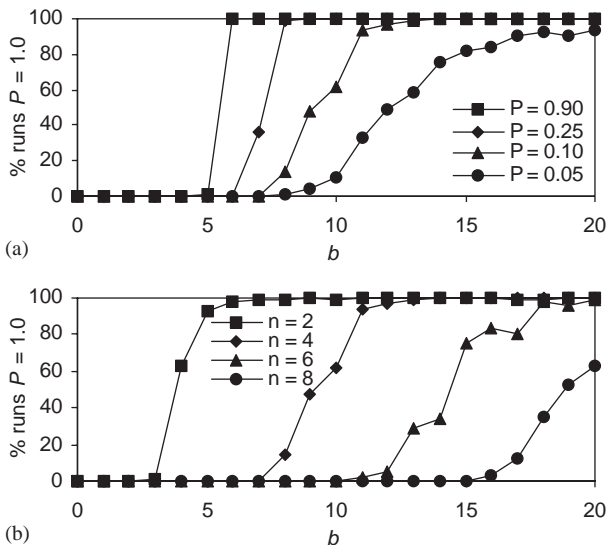 100
80
60
40
20
0
% runs P = 1.0
P = 0.90
P = 0.25
P = 0.10
P = 0.05
0 5 10 15 20
(a)
b
100
80
60
40
20
0
% runs P = 1.0
n = 2
n = 4
n = 6
n = 8
0 5 10 15 20
(b)
b